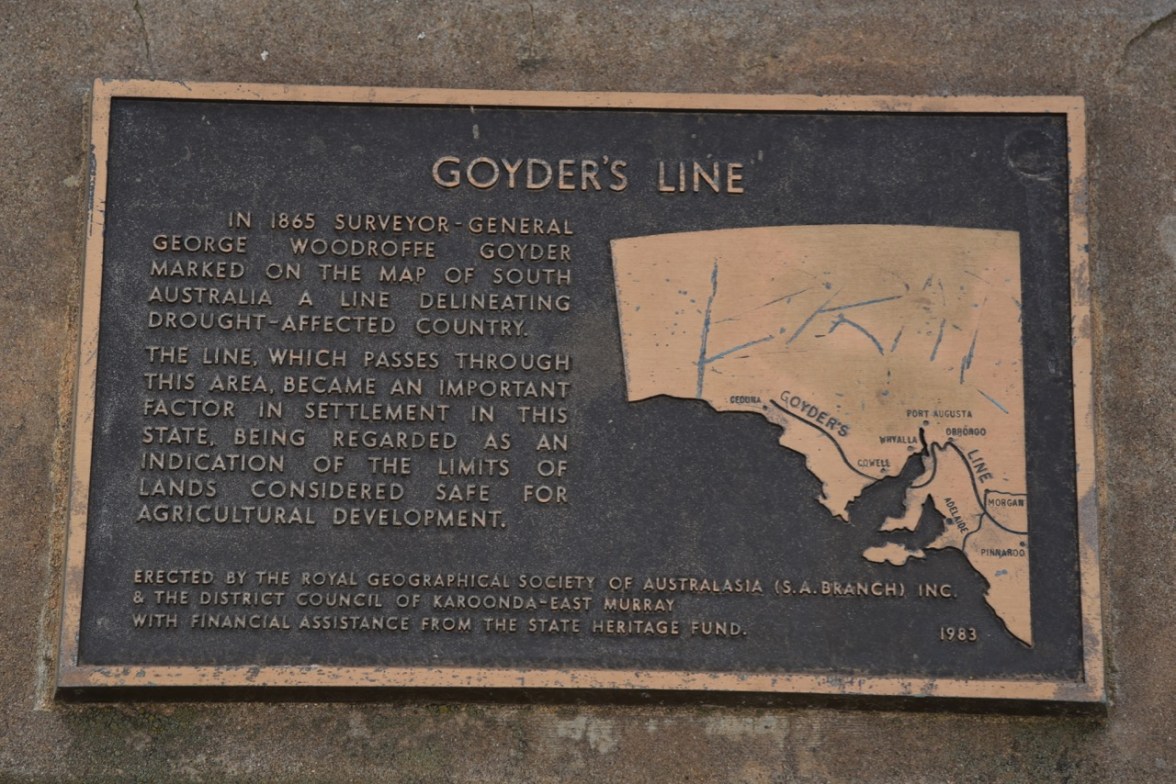 GOYDER'S LINE
IN 1865 SURVEYOR-GENERAL
GEORGE WOODROFFE GOYDER
MARKED ON THE MAP OF SOUTH
AUSTRALIA A LINE DELINEATING
DROUGHT-AFFECTED COUNTRY.
THE LINE, WHICH PASSES THROUGH
THIS AREA, BECAME AN IMPORTANT
FACTOR IN SETTLEMENT IN THIS
STATE, BEING REGARDED AS AN
INDICATION OF THE LIMITS OF
LANDS CONSIDERED SAFE FOR
AGRICULTURAL DEVELOPMENT.
CEDUNA
GOYDER'S
PORT AUGUSTA
WHYALLA
ORROROO
COWELL
LINE
MORGAN
ADELAIDE
PINNAROO
ERECTED BY THE ROYAL GEOGRAPHICAL SOCIETY OF AUSTRALASIA (S.A. BRANCH) INC.
& THE DISTRICT COUNCIL OF KAROONDA-EAST MURRAY
WITH FINANCIAL ASSISTANCE FROM THE STATE HERITAGE FUND.
1983